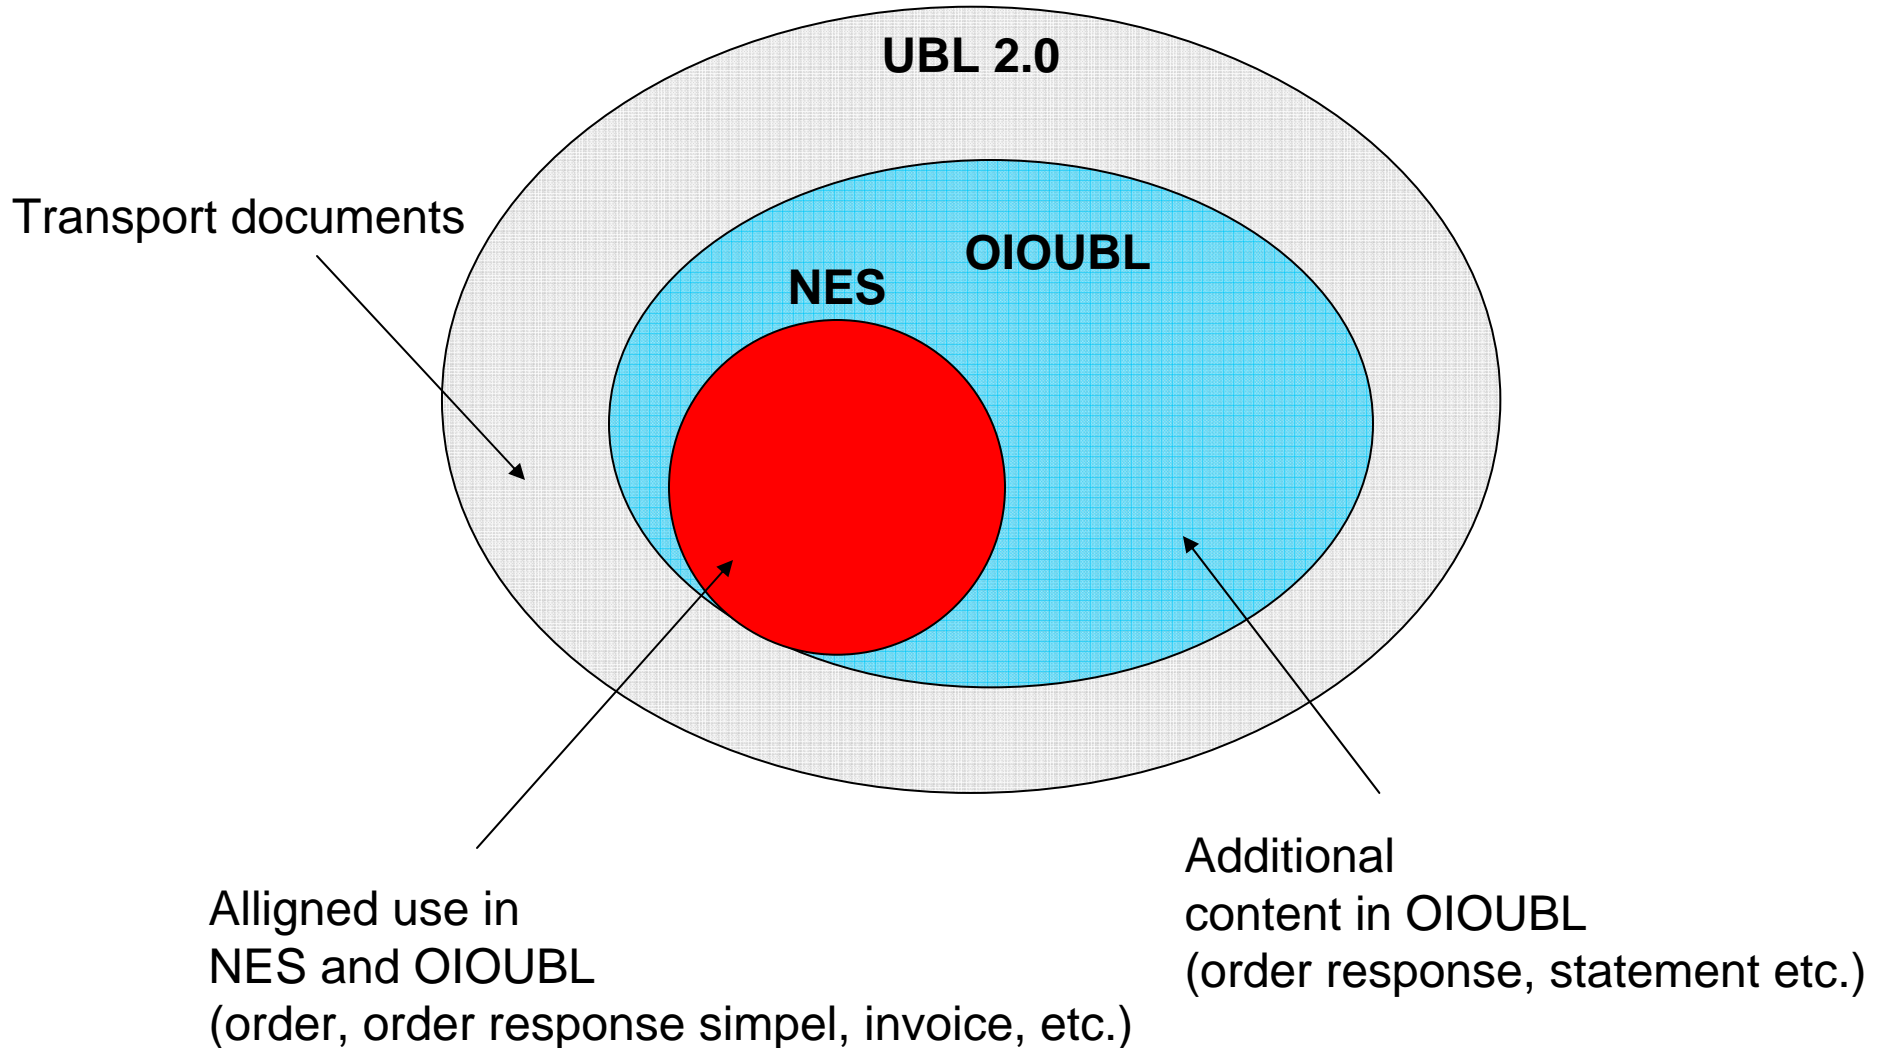 UBL 2.0
Transport documents
OIOUBL
NES
Additional
content in OIOUBL
(order response, statement etc.)
Alligned use in
NES and OIOUBL
(order, order response simpel, invoice, etc.)